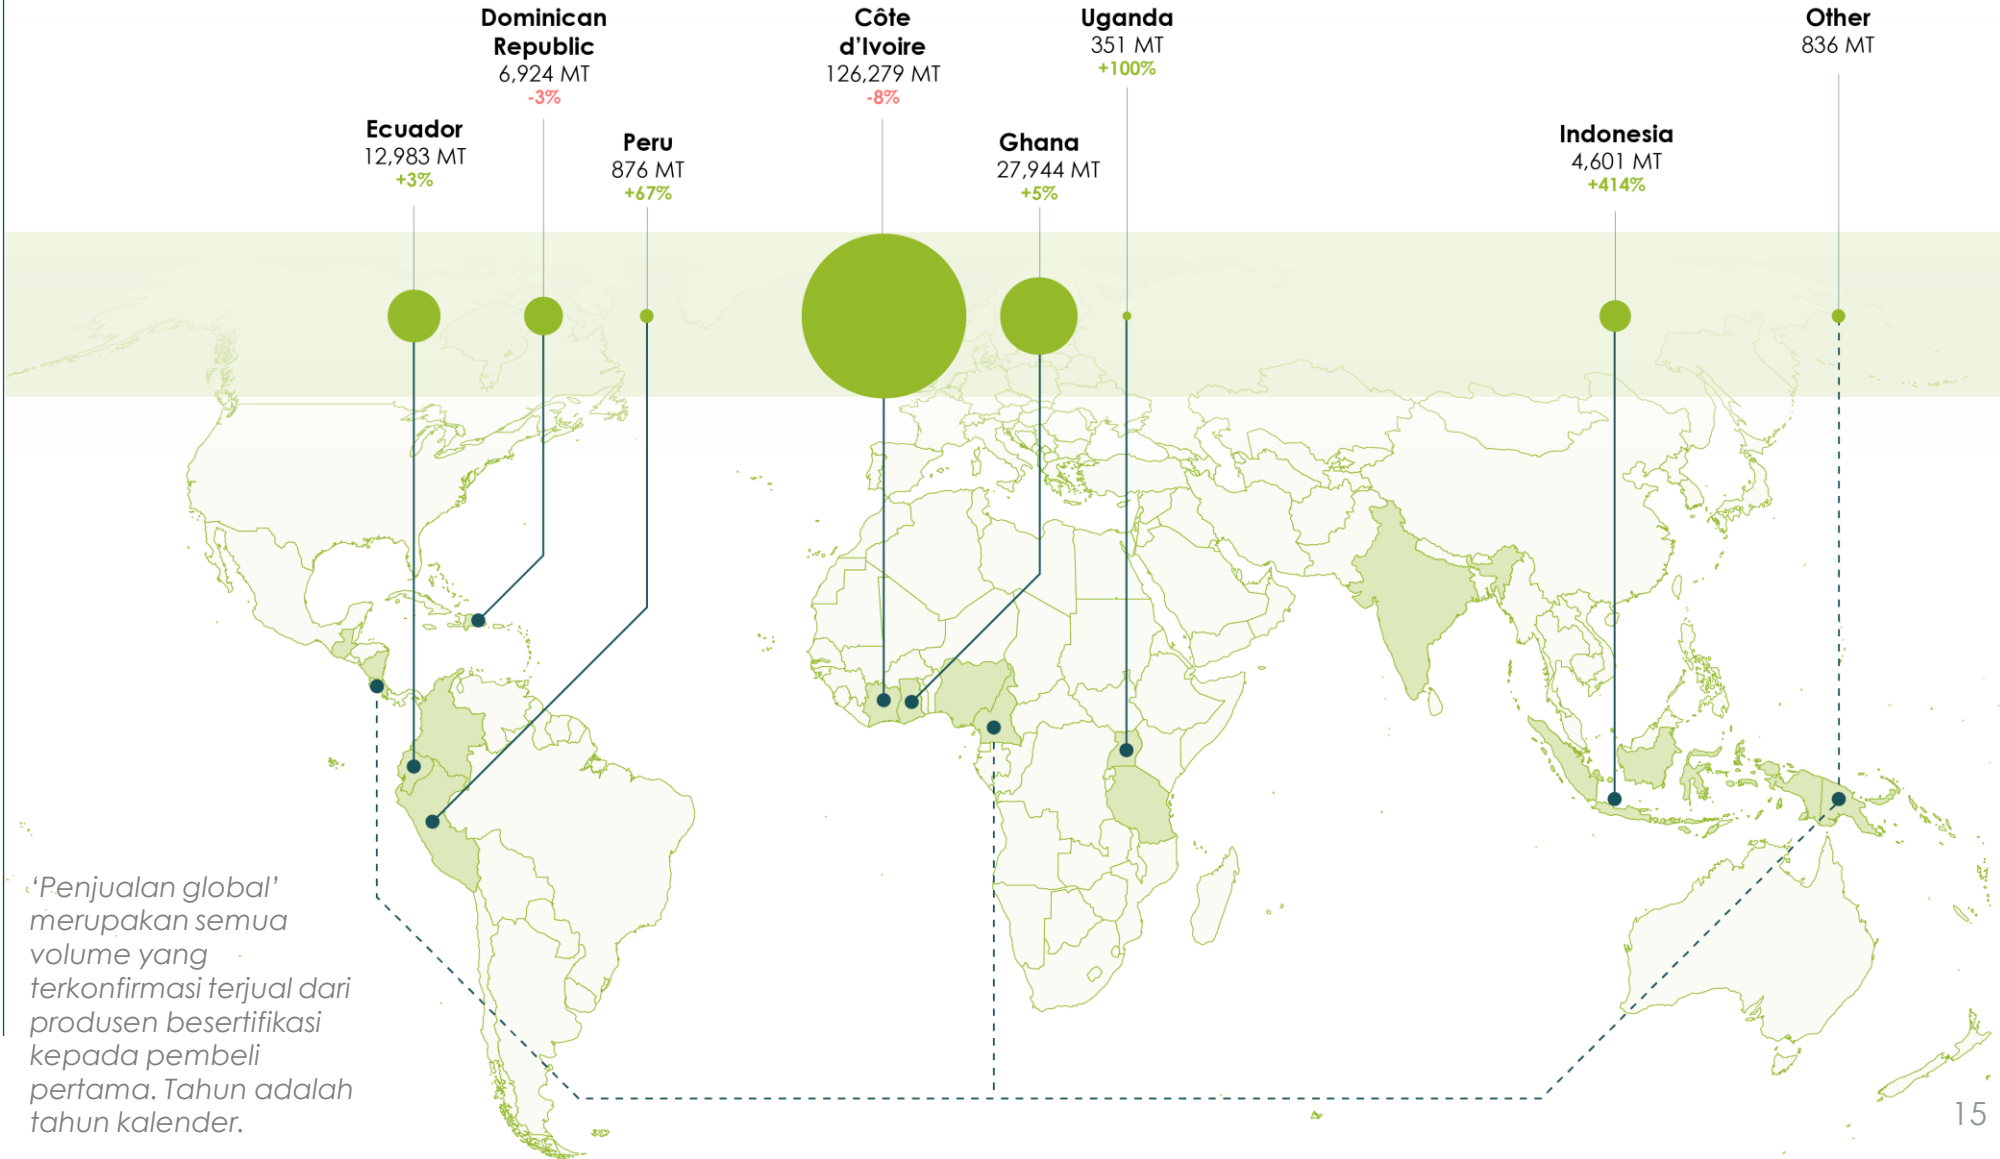 Dominican
Republic
6,924 MT
-3%
Côte
d’Ivoire
126,279 MT
-8%
Uganda
351 MT
+100%
Other
836 MT
Ecuador
12,983 MT
+3%
Peru
876 MT
+67%
Ghana
27,944 MT
+5%
Indonesia
4,601 MT
+414%
‘Penjualan global’
merupakan semua
volume yang
terkonfirmasi terjual dari
produsen besertifikasi
kepada pembeli
pertama. Tahun adalah
tahun kalender.
15